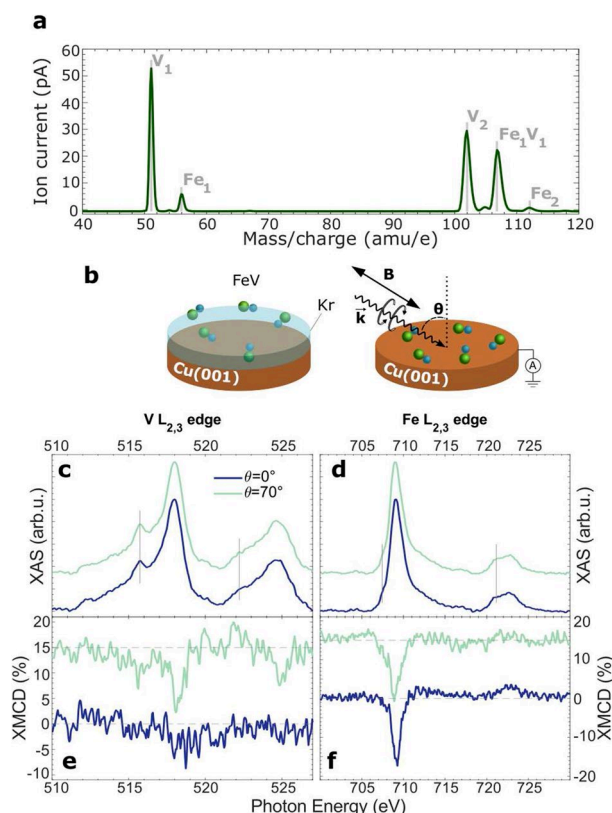 a
60
50
40
30
20
10
0
Ion current (pA)
V1
Fe1
V2
Fe1V1
Fe2
40 50 60 70 80 90 100 110 120
Mass/charge (amu/e)
b
FeV
Kr
Cu(001)
B
k
θ
Cu(001)
A
V L2,3 edge
Fe L2,3 edge
510 515 520 525
705 710 715 720 725
c
θ=0°
θ=70°
d
XAS (arb.u.)
XAS (arb.u.)
20
15
10
5
0
-5
-10
XMCD (%)
20
10
0
-10
-20
XMCD (%)
e
f
510 515 520 525
705 710 715 720 725
Photon Energy (eV)